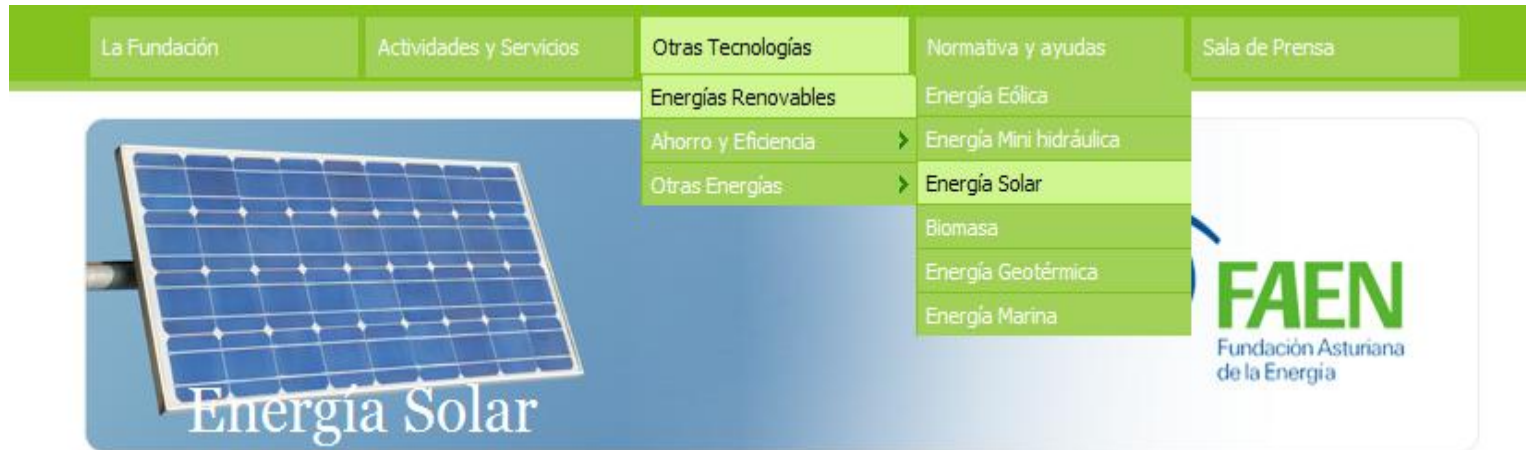 La Fundación
Actividades y Servicios
Otras Tecnologías
Normativa y ayudas
Sala de Prensa
Energías Renovables
Ahorro y Eficiencia
Otras Energías
Energía Eólica
Energía Mini hidráulica
Energía Solar
Biomasa
Energía Geotérmica
Energía Marina
FAEN
Fundación Asturiana
de la Energía
Energía Solar